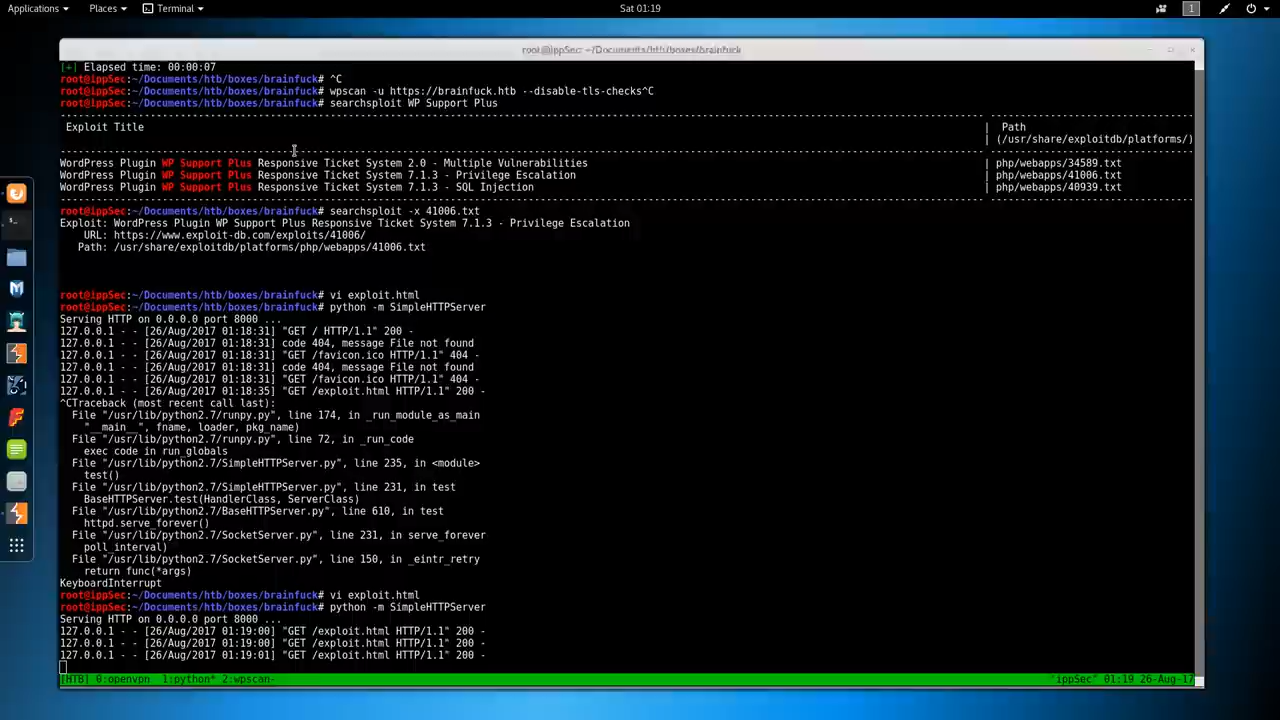 Applications Places Terminal Sat 01:19 1
root@ippSec: ~/Documents/htb/boxes/brainfuck
[+] Elapsed time: 00:00:07
root@ippSec:~/Documents/htb/boxes/brainfuck# ^C
root@ippSec:~/Documents/htb/boxes/brainfuck# wpscan -u https://brainfuck.htb --disable-tls-checks^C
root@ippSec:~/Documents/htb/boxes/brainfuck# searchsploit WP Support Plus
Exploit Title | Path
| (/usr/share/exploitdb/platforms/)
WordPress Plugin WP Support Plus Responsive Ticket System 2.0 - Multiple Vulnerabilities | php/webapps/34589.txt
WordPress Plugin WP Support Plus Responsive Ticket System 7.1.3 - Privilege Escalation | php/webapps/41006.txt
WordPress Plugin WP Support Plus Responsive Ticket System 7.1.3 - SQL Injection | php/webapps/40939.txt
root@ippSec:~/Documents/htb/boxes/brainfuck# searchsploit -x 41006.txt
Exploit: WordPress Plugin WP Support Plus Responsive Ticket System 7.1.3 - Privilege Escalation
URL: https://www.exploit-db.com/exploits/41006/
Path: /usr/share/exploitdb/platforms/php/webapps/41006.txt
root@ippSec:~/Documents/htb/boxes/brainfuck# vi exploit.html
root@ippSec:~/Documents/htb/boxes/brainfuck# python -m SimpleHTTPServer
Serving HTTP on 0.0.0.0 port 8000 ...
127.0.0.1 - - [26/Aug/2017 01:18:31] "GET / HTTP/1.1" 200 -
127.0.0.1 - - [26/Aug/2017 01:18:31] code 404, message File not found
127.0.0.1 - - [26/Aug/2017 01:18:31] "GET /favicon.ico HTTP/1.1" 404 -
127.0.0.1 - - [26/Aug/2017 01:18:31] code 404, message File not found
127.0.0.1 - - [26/Aug/2017 01:18:31] "GET /favicon.ico HTTP/1.1" 404 -
127.0.0.1 - - [26/Aug/2017 01:18:35] "GET /exploit.html HTTP/1.1" 200 -
^CTraceback (most recent call last):
File "/usr/lib/python2.7/runpy.py", line 174, in _run_module_as_main
"__main__", fname, loader, pkg_name)
File "/usr/lib/python2.7/runpy.py", line 72, in _run_code
exec code in run_globals
File "/usr/lib/python2.7/SimpleHTTPServer.py", line 235, in <module>
test()
File "/usr/lib/python2.7/SimpleHTTPServer.py", line 231, in test
BaseHTTPServer.test(HandlerClass, ServerClass)
File "/usr/lib/python2.7/BaseHTTPServer.py", line 610, in test
httpd.serve_forever()
File "/usr/lib/python2.7/SocketServer.py", line 231, in serve_forever
poll_interval)
File "/usr/lib/python2.7/SocketServer.py", line 150, in _eintr_retry
return func(*args)
KeyboardInterrupt
root@ippSec:~/Documents/htb/boxes/brainfuck# vi exploit.html
root@ippSec:~/Documents/htb/boxes/brainfuck# python -m SimpleHTTPServer
Serving HTTP on 0.0.0.0 port 8000 ...
127.0.0.1 - - [26/Aug/2017 01:19:00] "GET /exploit.html HTTP/1.1" 200 -
127.0.0.1 - - [26/Aug/2017 01:19:00] "GET /exploit.html HTTP/1.1" 200 -
127.0.0.1 - - [26/Aug/2017 01:19:01] "GET /exploit.html HTTP/1.1" 200 -
[HTB] 0:openvpn 1:python* 2:wpscan- "ippSec" 01:19 26-Aug-17